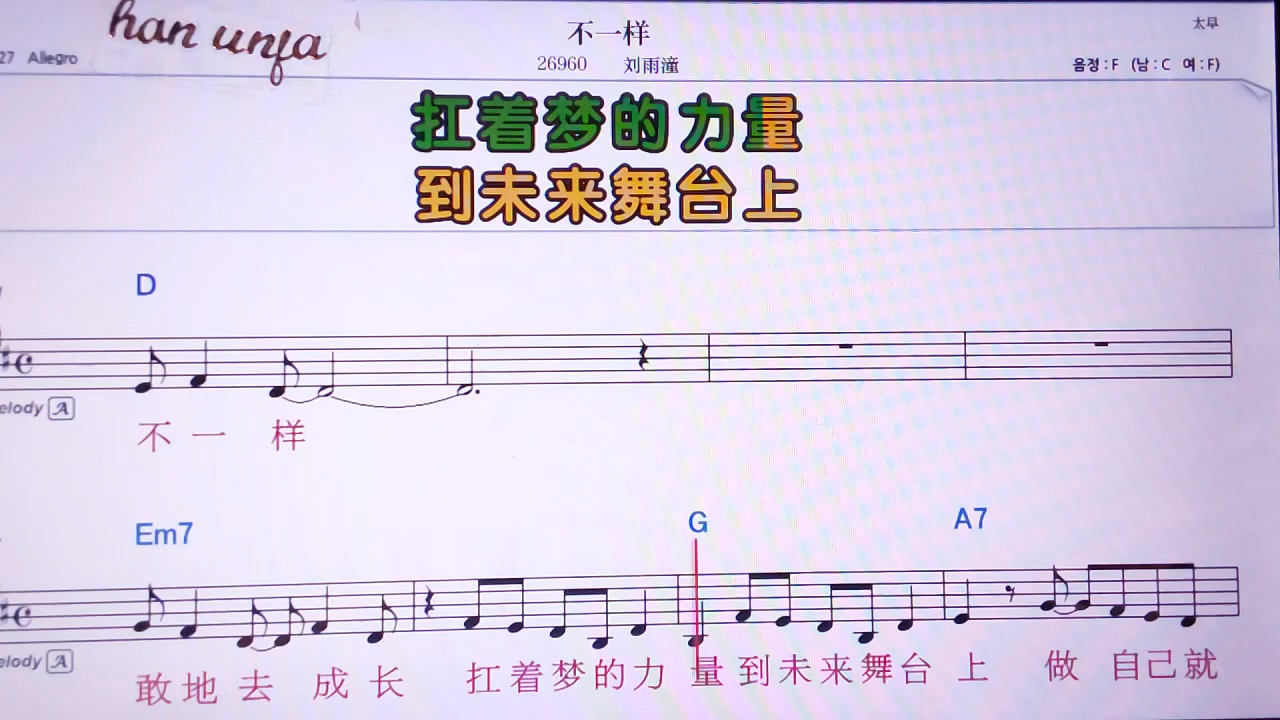 han unfa
不一样
太早
27 Allegro
26960 刘雨潼
음정:F (남:C 여:F)
扛着梦的力量
到未来舞台上
D
elody A
不一样
Em7 G A7
elody A
敢地去成长 扛着梦的力量到未来舞台上 做自己就